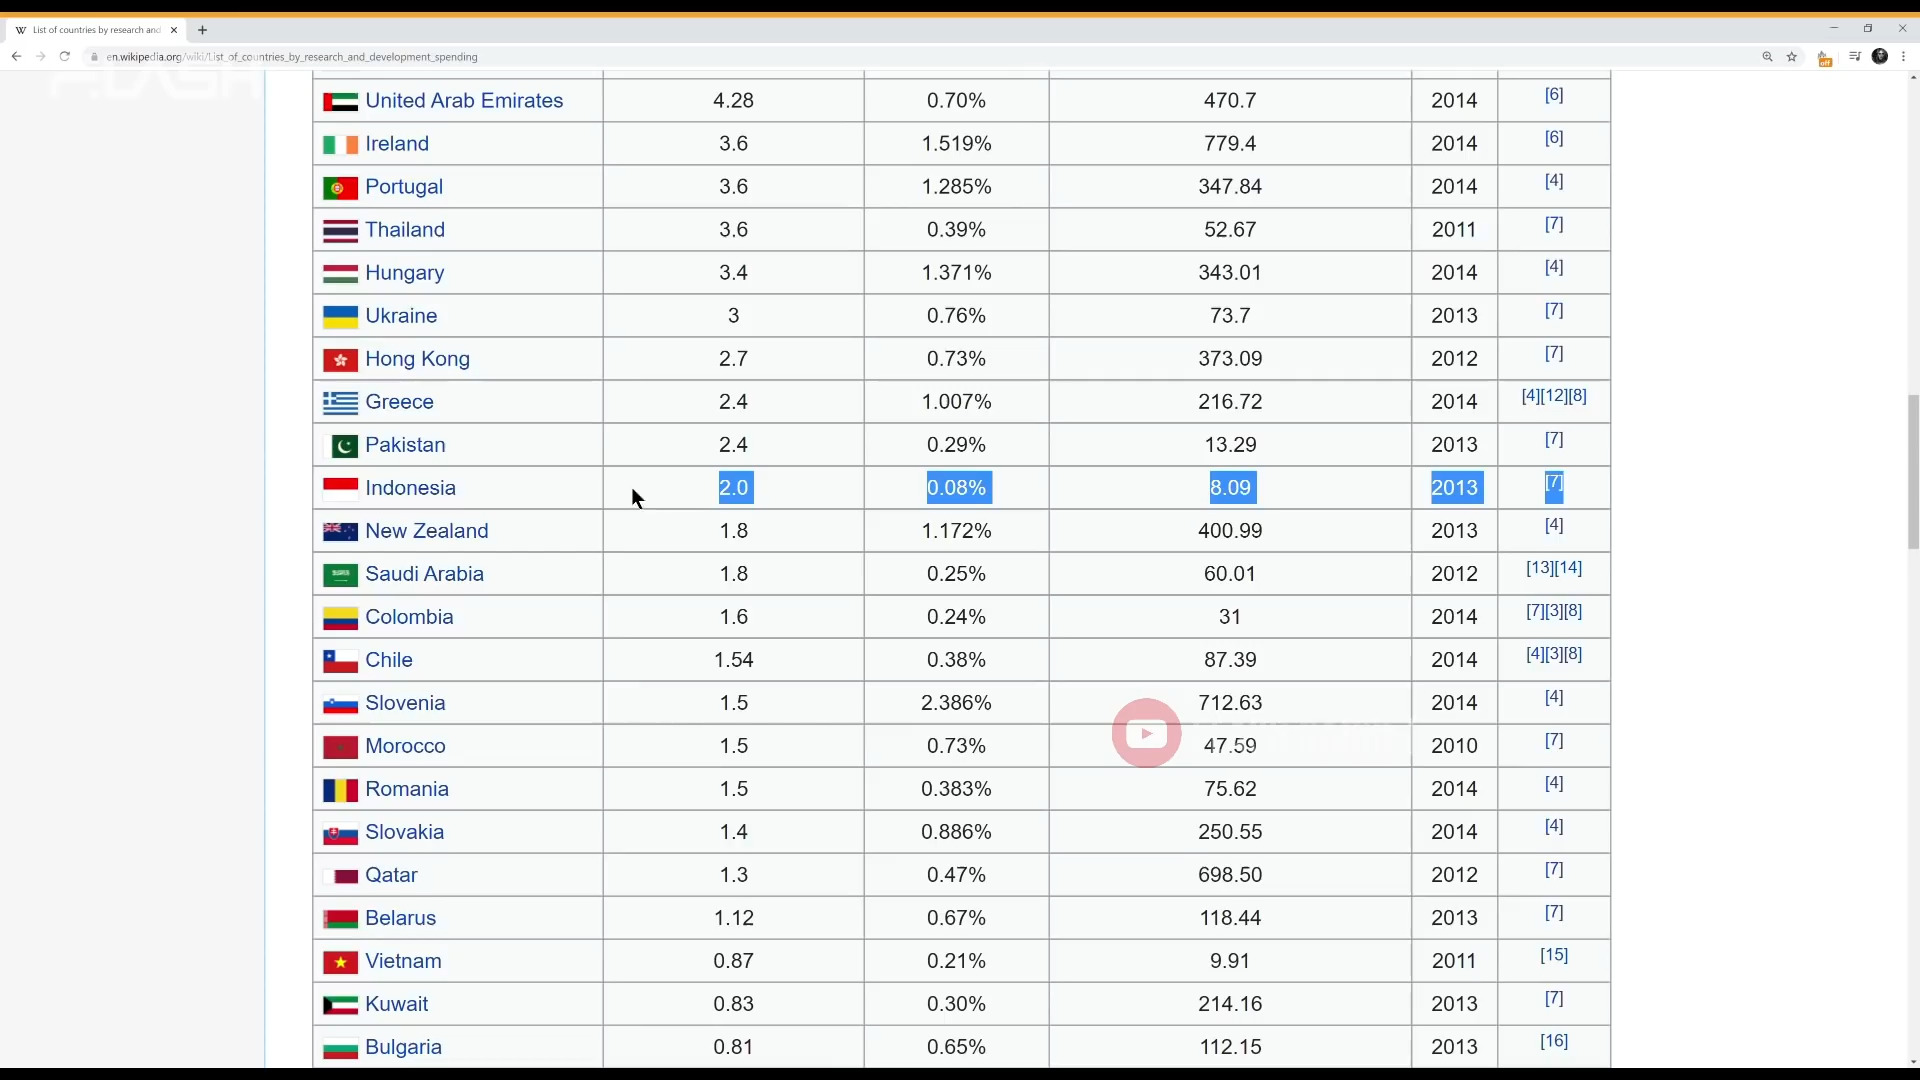 List of countries by research and
en.wikipedia.org/wiki/List_of_countries_by_research_and_development_spending
off
FLASH
United Arab Emirates 4.28 0.70% 470.7 2014 [6]
Ireland 3.6 1.519% 779.4 2014 [6]
Portugal 3.6 1.285% 347.84 2014 [4]
Thailand 3.6 0.39% 52.67 2011 [7]
Hungary 3.4 1.371% 343.01 2014 [4]
Ukraine 3 0.76% 73.7 2013 [7]
Hong Kong 2.7 0.73% 373.09 2012 [7]
Greece 2.4 1.007% 216.72 2014 [4][12][8]
Pakistan 2.4 0.29% 13.29 2013 [7]
Indonesia 2.0 0.08% 8.09 2013 [7]
New Zealand 1.8 1.172% 400.99 2013 [4]
Saudi Arabia 1.8 0.25% 60.01 2012 [13][14]
Colombia 1.6 0.24% 31 2014 [7][3][8]
Chile 1.54 0.38% 87.39 2014 [4][3][8]
Slovenia 1.5 2.386% 712.63 2014 [4]
Morocco 1.5 0.73% 47.59 2010 [7]
Romania 1.5 0.383% 75.62 2014 [4]
Slovakia 1.4 0.886% 250.55 2014 [4]
Qatar 1.3 0.47% 698.50 2012 [7]
Belarus 1.12 0.67% 118.44 2013 [7]
Vietnam 0.87 0.21% 9.91 2011 [15]
Kuwait 0.83 0.30% 214.16 2013 [7]
Bulgaria 0.81 0.65% 112.15 2013 [16]